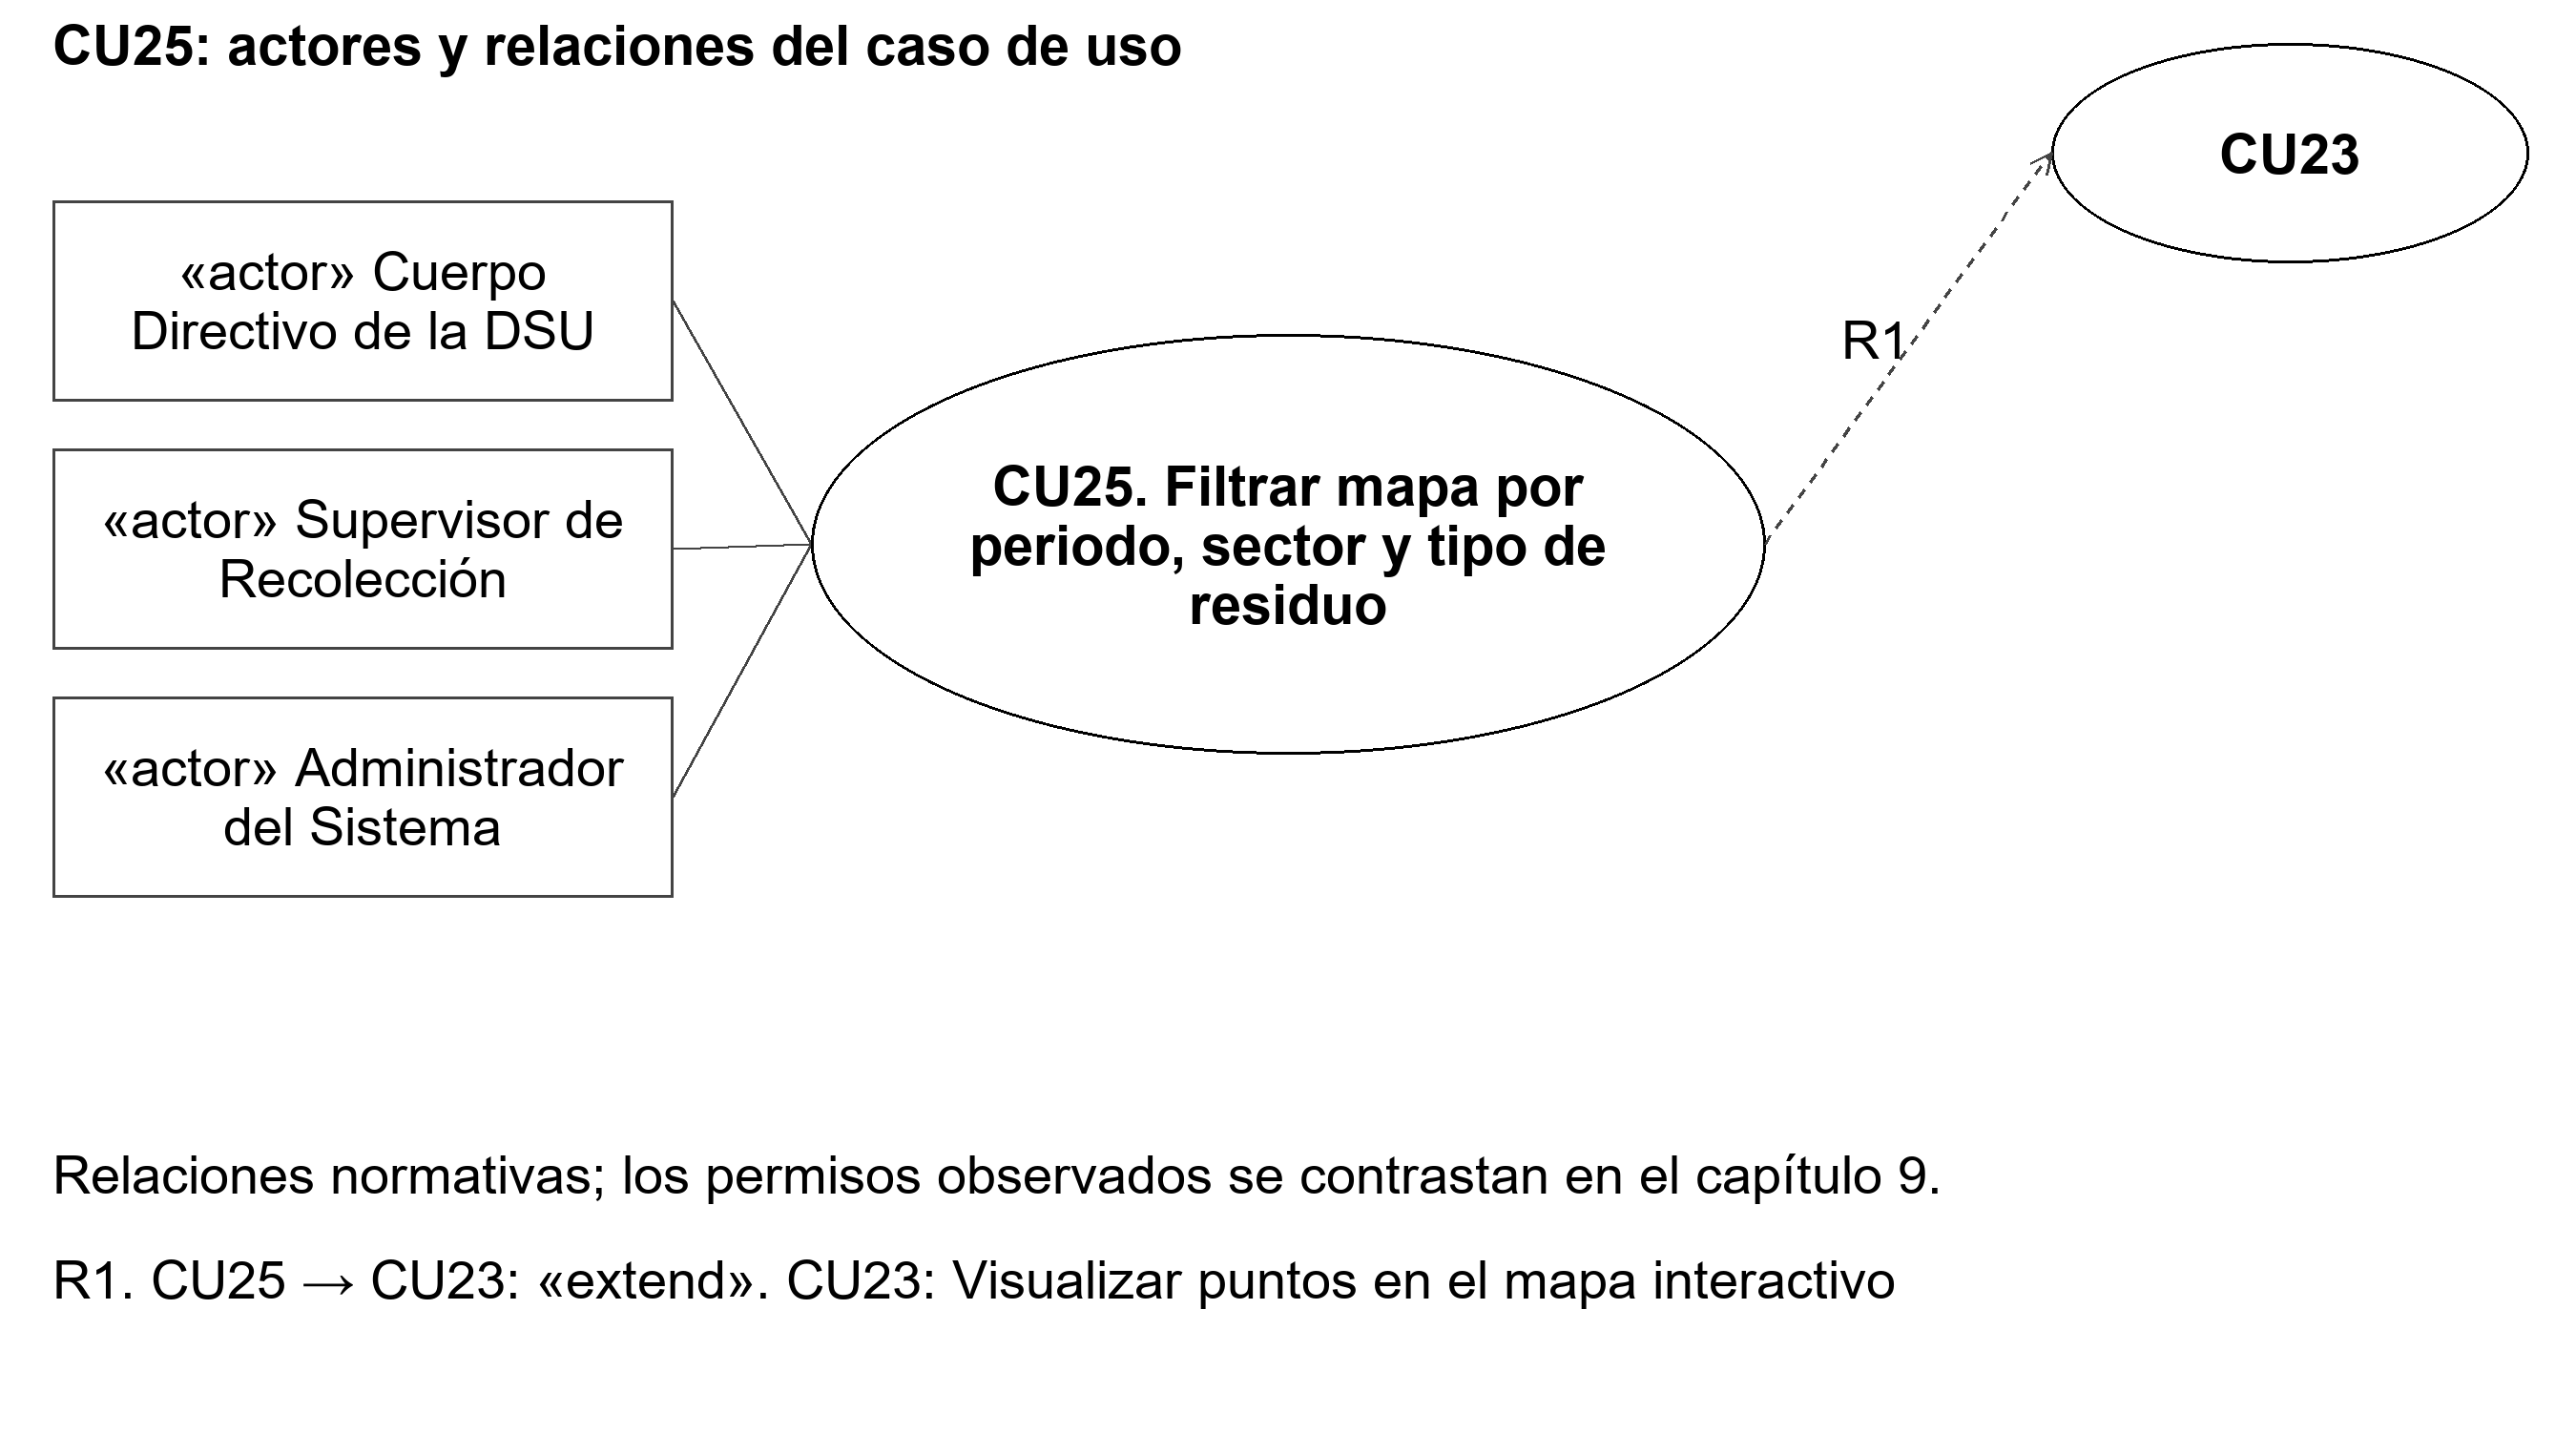 CU25: actores y relaciones del caso de uso
CU23
«actor» Cuerpo
Directivo de la DSU
R1
«actor» Supervisor de
Recolección
CU25. Filtrar mapa por
periodo, sector y tipo de
residuo
«actor» Administrador
del Sistema
Relaciones normativas; los permisos observados se contrastan en el capítulo 9.
R1. CU25 → CU23: «extend». CU23: Visualizar puntos en el mapa interactivo